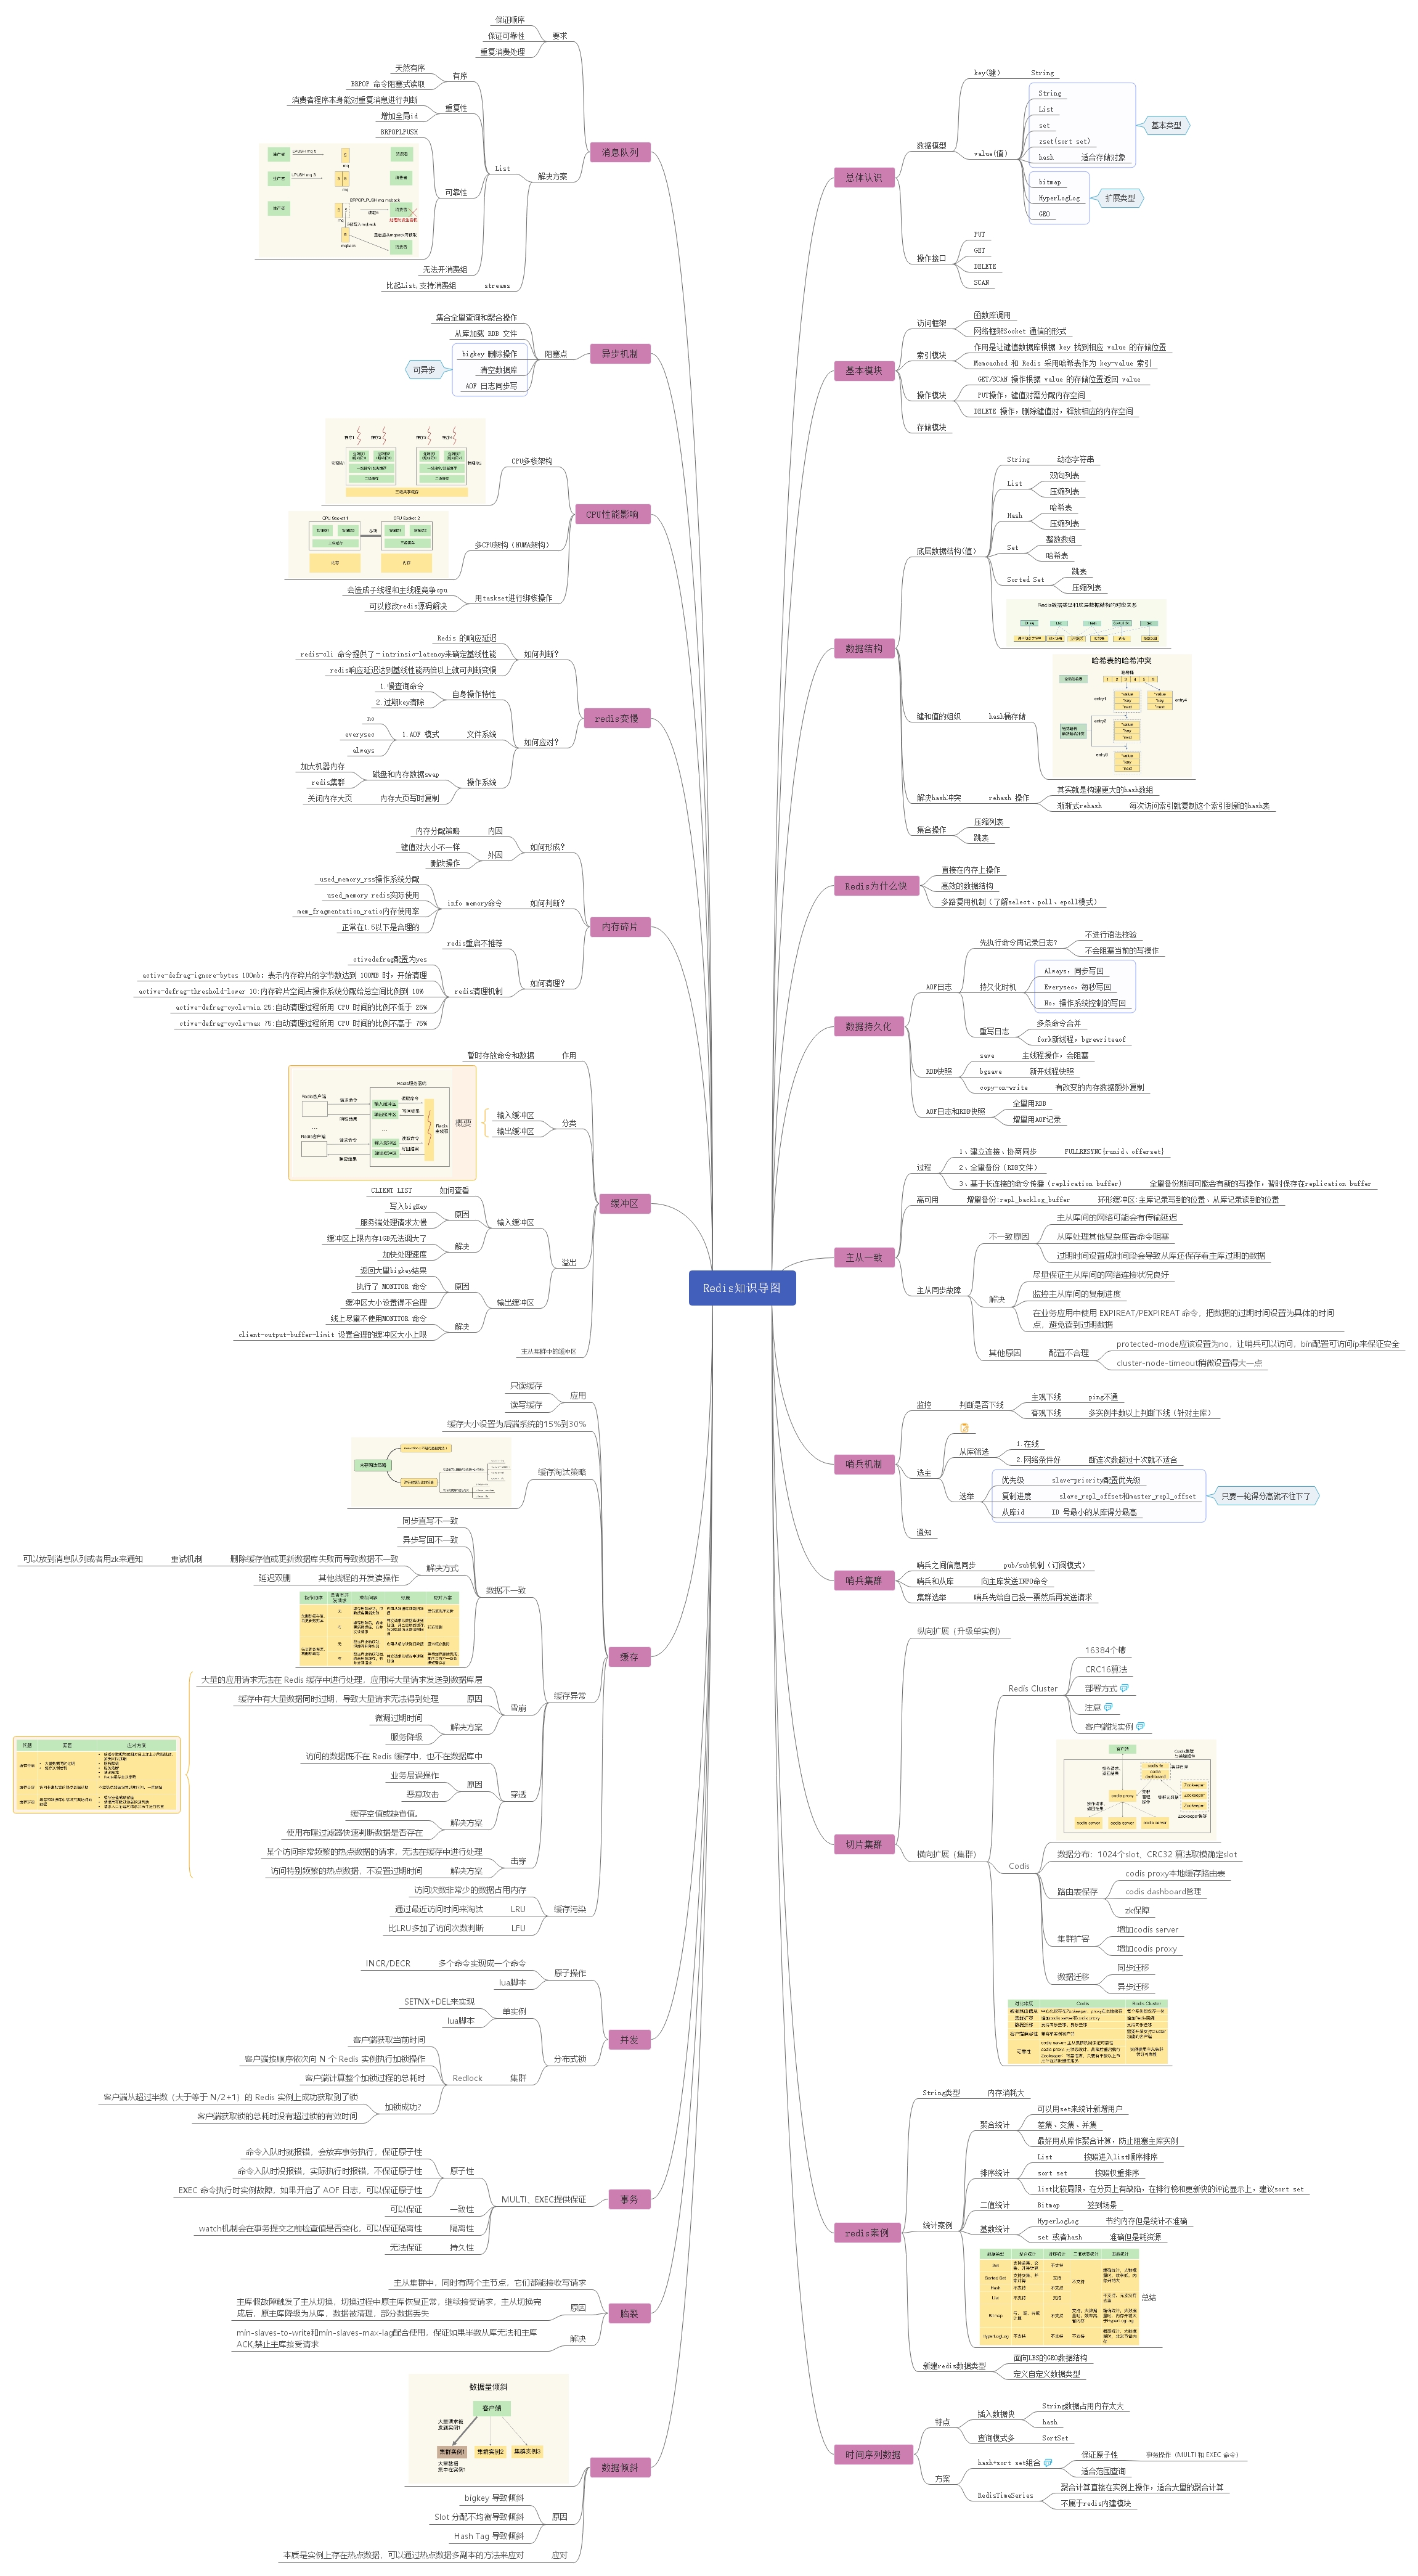 Redis知识导图
总体认识
数据模型
key(键)
String
value(值)
String
List
set
zset(sort set)
hash
适合存储对象
基本类型
bitmap
HyperLogLog
GEO
扩展类型
操作接口
PUT
GET
DELETE
SCAN
基本模块
访问框架
函数库调用
网络框架Socket 通信的形式
索引模块
作用是让键值数据库根据 key 找到相应 value 的存储位置
Memcached 和 Redis 采用哈希表作为 key-value 索引
操作模块
GET/SCAN 操作根据 value 的存储位置返回 value
PUT操作，键值对需分配内存空间
DELETE 操作，删除键值对，释放相应的内存空间
存储模块
数据结构
底层数据结构(值)
String
动态字符串
List
双向列表
压缩列表
Hash
哈希表
压缩列表
Set
整数数组
哈希表
Sorted Set
跳表
压缩列表
Redis数据类型和底层数据结构的对应关系
键和值的组织
hash桶存储
哈希表的哈希冲突
1 2 3 4 5 6
entry1
entry4
*value
*key
*next
entry2
entry3
解决hash冲突
rehash 操作
其实就是构建更大的hash数组
渐渐式rehash
每次访问索引就复制这个索引到新的hash表
集合操作
压缩列表
跳表
Redis为什么快
直接在内存上操作
高效的数据结构
多路复用机制（了解select、poll、epoll模式）
数据持久化
AOF日志
先执行命令再记录日志?
不进行语法校验
不会阻塞当前的写操作
持久化时机
Always，同步写回
Everysec，每秒写回
No，操作系统控制的写回
重写日志
多条命令合并
fork新线程，bgrewriteaof
RDB快照
save
主线程操作，会阻塞
bgsave
新开线程快照
copy-on-write
有改变的内存数据额外复制
AOF日志和RDB快照
全量用RDB
增量用AOF记录
主从一致
过程
1、建立连接、协商同步
FULLRESYNC{runid、offerset}
2、全量备份（RDB文件）
3、基于长连接的命令传播（replication buffer）
全量备份期间可能会有新的写操作，暂时保存在replication buffer
高可用
增量备份:repl_backlog_buffer
环形缓冲区:主库记录写到的位置、从库记录读到的位置
主从同步故障
不一致原因
主从库间的网络可能会有传输延迟
从库处理其他复杂度高命令阻塞
过期时间设置成时间段会导致从库还保存着主库过期的数据
解决
尽量保证主从库间的网络连接状况良好
监控主从库间的复制进度
在业务应用中使用 EXPIREAT/PEXPIREAT 命令，把数据的过期时间设置为具体的时间
点，避免读到过期数据
其他原因
配置不合理
protected-mode应该设置为no，让哨兵可以访问，bin配置可访问ip来保证安全
cluster-node-timeout稍微设置得大一点
哨兵机制
监控
判断是否下线
主观下线
ping不通
客观下线
多实例半数以上判断下线（针对主库）
选主
从库筛选
1.在线
2.网络条件好
断连次数超过十次就不适合
选举
优先级
slave-priority配置优先级
复制进度
slave_repl_offset和master_repl_offset
从库id
ID 号最小的从库得分最高
只要一轮得分高就不往下了
通知
哨兵集群
哨兵之间信息同步
pub/sub机制（订阅模式）
哨兵和从库
向主库发送INFO命令
集群选举
哨兵先给自己投一票然后再发送请求
切片集群
纵向扩展（升级单实例）
横向扩展（集群）
Redis Cluster
16384个槽
CRC16算法
部署方式
注意
客户端找实例
Codis
codis proxy
codis server
codis server
codis server
数据分布：1024个slot，CRC32 算法取模确定slot
路由表保存
codis proxy本地缓存路由表
codis dashboard管理
zk保障
集群扩容
增加codis server
增加codis proxy
数据迁移
同步迁移
异步迁移
redis案例
String类型
内存消耗大
统计案例
聚合统计
可以用set来统计新增用户
差集、交集、并集
最好用从库作聚合计算，防止阻塞主库实例
排序统计
List
按照进入list顺序排序
sort set
按照权重排序
list比较局限，在分页上有缺陷，在排行榜和更新快的评论显示上，建议sort set
二值统计
Bitmap
签到场景
基数统计
HyperLogLog
节约内存但是统计不准确
set 或者hash
准确但是耗资源
总结
新建redis数据类型
面向LBS的GEO数据结构
定义自定义数据类型
时间序列数据
特点
插入数据快
String数据占用内存太大
hash
查询模式多
SortSet
方案
hash+sort set组合
保证原子性
事务操作（MULTI 和 EXEC 命令）
适合范围查询
RedisTimeSeries
聚合计算直接在实例上操作，适合大量的聚合计算
不属于redis内建模块
消息队列
要求
保证顺序
保证可靠性
重复消费处理
解决方案
List
有序
天然有序
BRPOP 命令阻塞式读取
重复性
消费者程序本身能对重复消息进行判断
增加全局id
可靠性
BRPOPLPUSH
无法开消费组
streams
比起List,支持消费组
异步机制
阻塞点
集合全量查询和聚合操作
从库加载 RDB 文件
bigkey 删除操作
清空数据库
AOF 日志同步写
可异步
CPU性能影响
CPU多核架构
多CPU架构（NUMA架构）
CPU Socket 1
CPU Socket 2
用taskset进行绑核操作
会造成子线程和主线程竞争cpu
可以修改redis源码解决
redis变慢
如何判断?
Redis 的响应延迟
redis-cli 命令提供了–intrinsic-latency来确定基线性能
redis响应延迟达到基线性能两倍以上就可判断变慢
如何应对?
自身操作特性
1.慢查询命令
2.过期key清除
文件系统
1.AOF 模式
no
everysec
always
操作系统
磁盘和内存数据swap
加大机器内存
redis集群
内存大页写时复制
关闭内存大页
内存碎片
如何形成?
内因
内存分配策略
外因
键值对大小不一样
删改操作
如何判断?
info memory命令
used_memory_rss操作系统分配
used_memory redis实际使用
mem_fragmentation_ratio内存使用率
正常在1.5以下是合理的
如何清理?
redis重启不推荐
redis清理机制
ctivedefrag配置为yes
active-defrag-ignore-bytes 100mb：表示内存碎片的字节数达到 100MB 时，开始清理
active-defrag-threshold-lower 10:内存碎片空间占操作系统分配给总空间比例到 10%
active-defrag-cycle-min 25:自动清理过程所用 CPU 时间的比例不低于 25%
ctive-defrag-cycle-max 75:自动清理过程所用 CPU 时间的比例不高于 75%
缓冲区
作用
暂时存放命令和数据
分类
输入缓冲区
输出缓冲区
概要
溢出
输入缓冲区
如何查看
CLIENT LIST
原因
写入bigKey
服务端处理请求太慢
解决
缓冲区上限内存1GB无法调大了
加快处理速度
输出缓冲区
原因
返回大量bigkey结果
执行了 MONITOR 命令
缓冲区大小设置得不合理
解决
线上尽量不使用MONITOR 命令
client-output-buffer-limit 设置合理的缓冲区大小上限
主从集群中的缓冲区
缓存
应用
只读缓存
读写缓存
缓存大小设置为后端系统的15%到30%
缓存淘汰策略
缓存异常
数据不一致
同步直写不一致
异步写回不一致
解决方式
删除缓存值或更新数据库失败而导致数据不一致
重试机制
可以放到消息队列或者用zk来通知
其他线程的并发读操作
延迟双删
雪崩
大量的应用请求无法在 Redis 缓存中进行处理，应用将大量请求发送到数据库层
原因
缓存中有大量数据同时过期，导致大量请求无法得到处理
解决方案
微调过期时间
服务降级
穿透
访问的数据既不在 Redis 缓存中，也不在数据库中
原因
业务层误操作
恶意攻击
解决方案
缓存空值或缺省值。
使用布隆过滤器快速判断数据是否存在
击穿
某个访问非常频繁的热点数据的请求，无法在缓存中进行处理
解决方案
访问特别频繁的热点数据，不设置过期时间
缓存污染
访问次数非常少的数据占用内存
LRU
通过最近访问时间来淘汰
LFU
比LRU多加了访问次数判断
并发
原子操作
多个命令实现成一个命令
INCR/DECR
lua脚本
分布式锁
单实例
SETNX+DEL来实现
lua脚本
集群
Redlock
客户端获取当前时间
客户端按顺序依次向 N 个 Redis 实例执行加锁操作
客户端计算整个加锁过程的总耗时
加锁成功?
客户端从超过半数（大于等于 N/2+1）的 Redis 实例上成功获取到了锁
客户端获取锁的总耗时没有超过锁的有效时间
事务
MULTI、EXEC提供保证
原子性
命令入队时就报错，会放弃事务执行，保证原子性
命令入队时没报错，实际执行时报错，不保证原子性
EXEC 命令执行时实例故障，如果开启了 AOF 日志，可以保证原子性
一致性
可以保证
隔离性
watch机制会在事务提交之前检查值是否变化，可以保证隔离性
持久性
无法保证
脑裂
主从集群中，同时有两个主节点，它们都能接收写请求
原因
主库假故障触发了主从切换，切换过程中原主库恢复正常，继续接受请求，主从切换完
成后，原主库降级为从库，数据被清理，部分数据丢失
解决
min-slaves-to-write和min-slaves-max-lag配合使用，保证如果半数从库无法和主库
ACK,禁止主库接受请求
数据倾斜
数据量倾斜
客户端
集群实例1
集群实例2
集群实例3
原因
bigkey 导致倾斜
Slot 分配不均衡导致倾斜
Hash Tag 导致倾斜
应对
本质是实例上存在热点数据，可以通过热点数据多副本的方法来应对